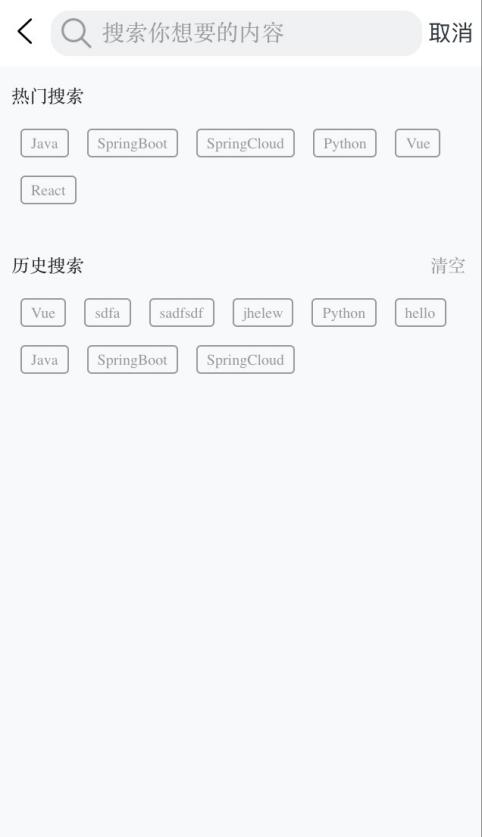 搜索你想要的内容 取消
热门搜索
Java SpringBoot SpringCloud Python Vue
React
历史搜索 清空
Vue sdfa sadfsdf jhelew Python hello
Java SpringBoot SpringCloud